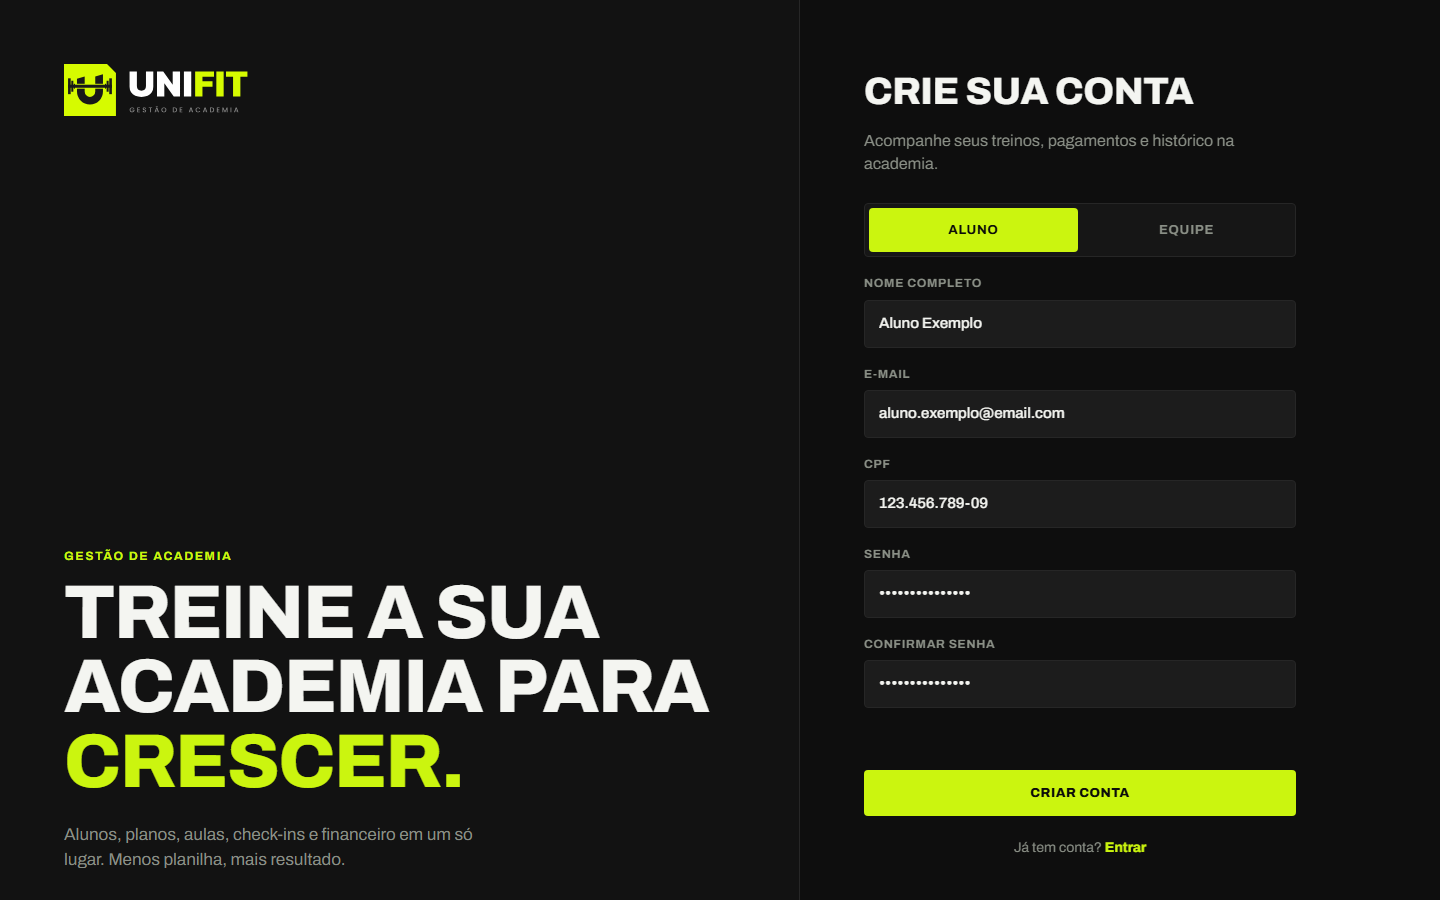 UNIFIT
GESTÃO DE ACADEMIA
GESTÃO DE ACADEMIA
TREINE A SUA
ACADEMIA PARA
CRESCER.
Alunos, planos, aulas, check-ins e financeiro em um só
lugar. Menos planilha, mais resultado.
CRIE SUA CONTA
Acompanhe seus treinos, pagamentos e histórico na
academia.
ALUNO
EQUIPE
NOME COMPLETO
Aluno Exemplo
E-MAIL
aluno.exemplo@email.com
CPF
123.456.789-09
SENHA
•••••••••••••••
CONFIRMAR SENHA
•••••••••••••••
CRIAR CONTA
Já tem conta? Entrar